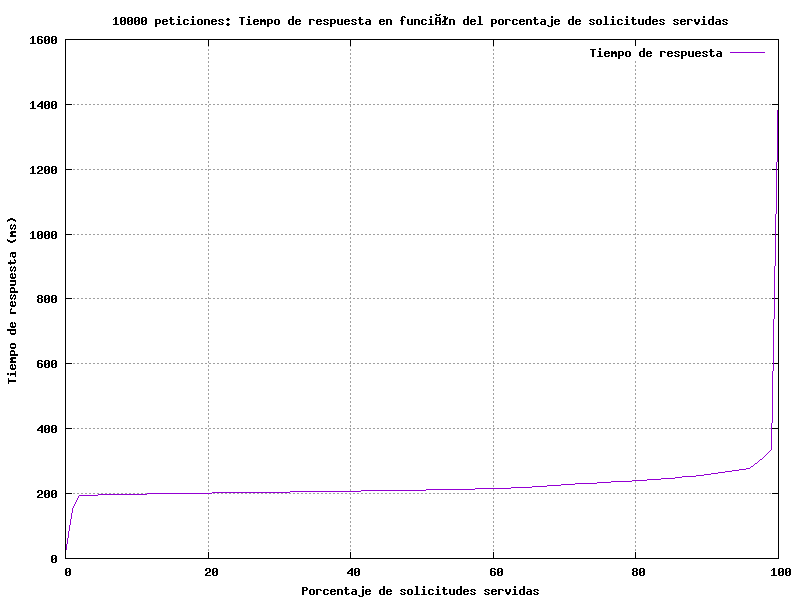 10000 peticiones: Tiempo de respuesta en funciÃ³n del porcentaje de solicitudes servidas
1600
Tiempo de respuesta
1400
1200
1000
800
600
400
200
0
Tiempo de respuesta (ms)
0 20 40 60 80 100
Porcentaje de solicitudes servidas